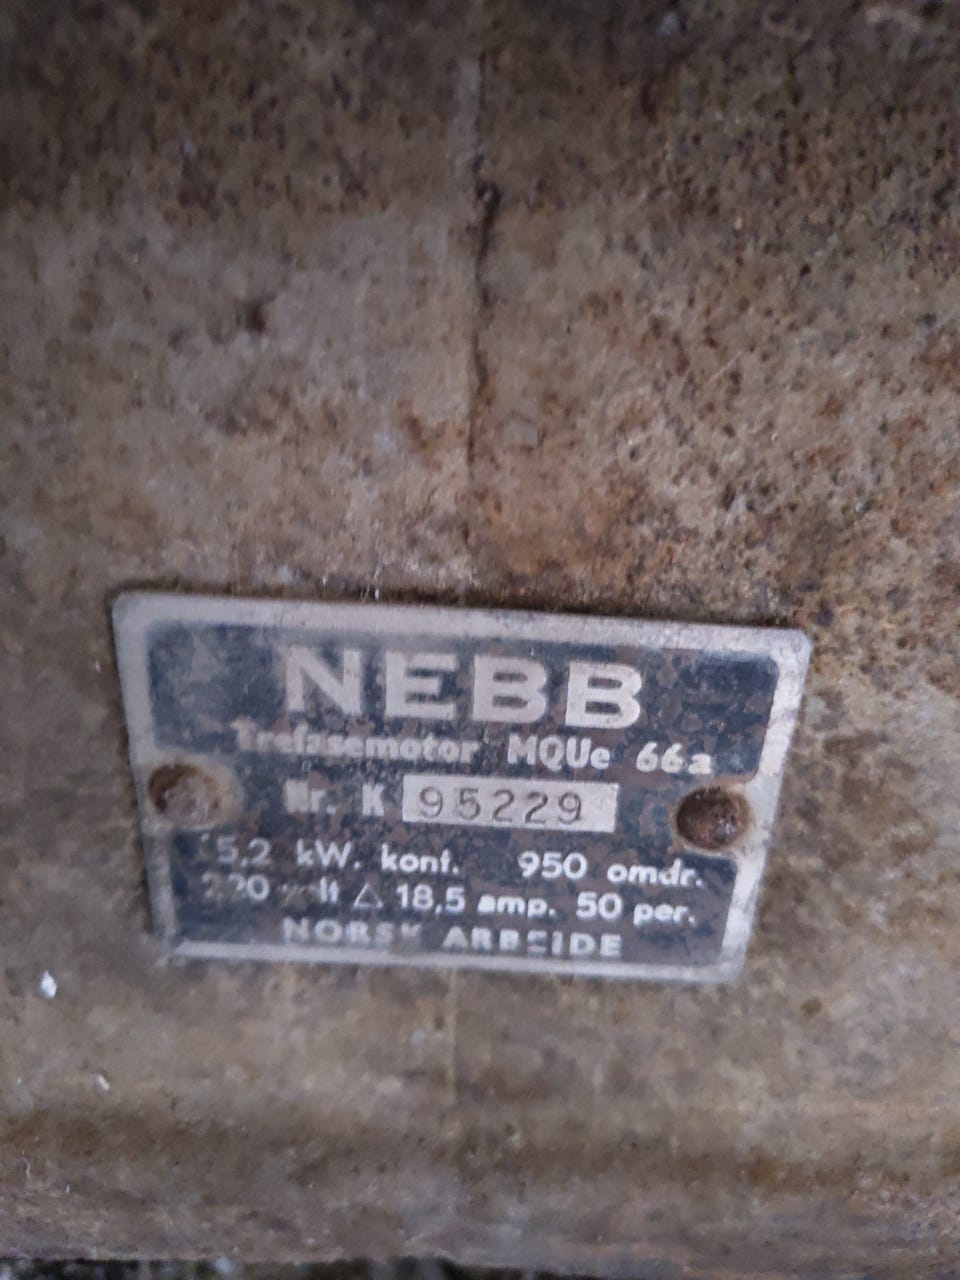 NEBB
Trefasemotor MQUe 66a
Nr. K 95229
5,2 kW. kont. 950 omdr.
220 volt △ 18,5 amp. 50 per.
NORSK ARBEIDE